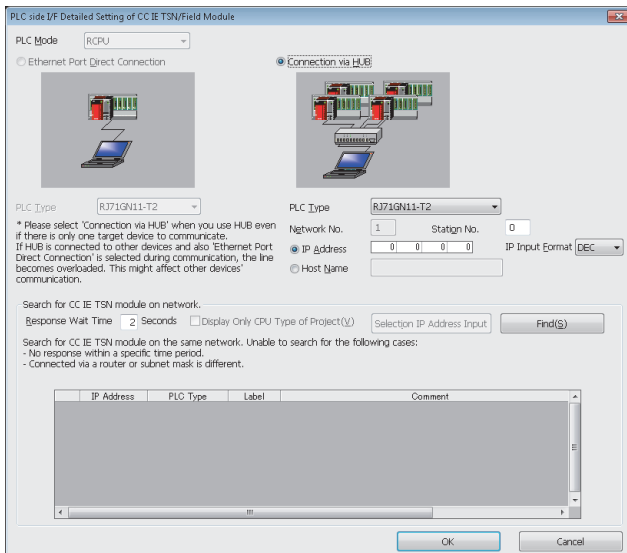 PLC side I/F Detailed Setting of CC IE TSN/Field Module
PLC Mode RCPU
Ethernet Port Direct Connection
Connection via HUB
PLC Type RJ71GN11-T2
* Please select 'Connection via HUB' when you use HUB even
if there is only one target device to communicate.
If HUB is connected to other devices and also 'Ethernet Port
Direct Connection' is selected during communication, the line
becomes overloaded. This might affect other devices'
communication.
PLC Type RJ71GN11-T2
Network No. 1 Station No. 0
IP Address 0 0 0 0 IP Input Format DEC
Host Name
Search for CC IE TSN module on network.
Response Wait Time 2 Seconds Display Only CPU Type of Project(V) Selection IP Address Input Find(S)
Search for CC IE TSN module on the same network. Unable to search for the following cases:
- No response within a specific time period.
- Connected via a router or subnet mask is different.
IP Address PLC Type Label Comment
OK Cancel